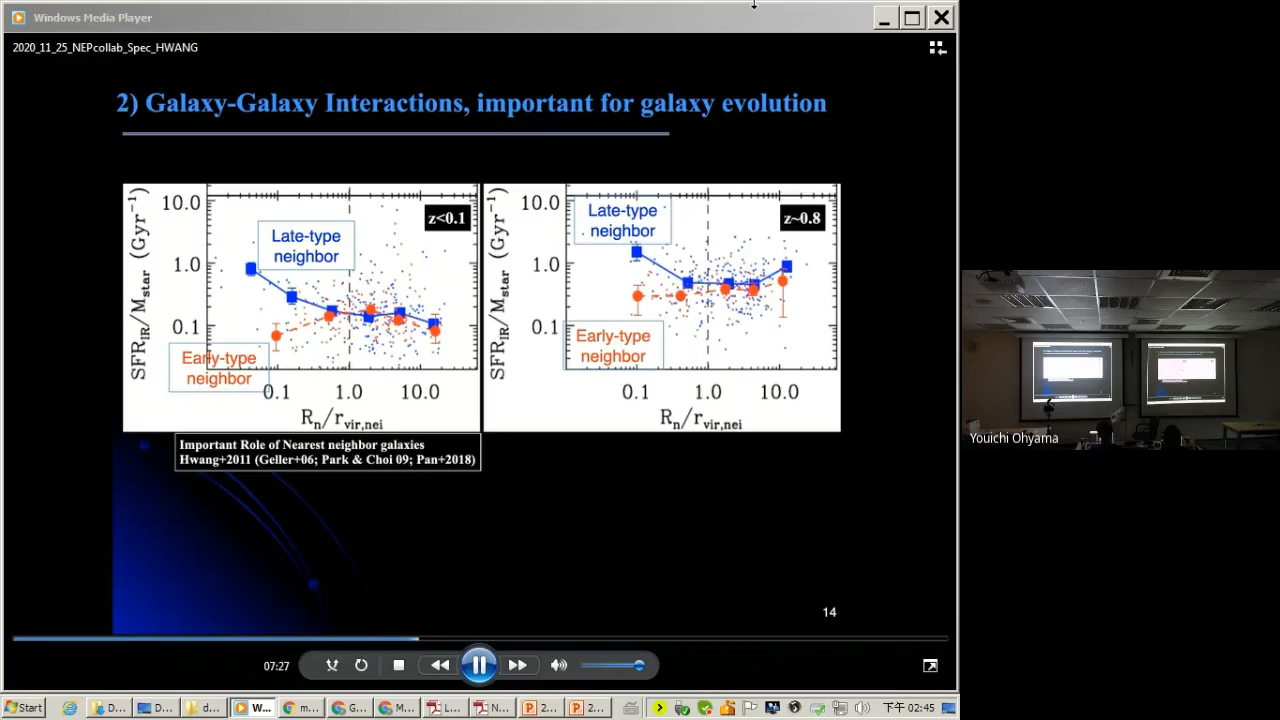 Windows Media Player
2020_11_25_NEPcollab_Spec_HWANG
2) Galaxy-Galaxy Interactions, important for galaxy evolution
SFR_IR/M_star (Gyr⁻¹)
10.0
1.0
0.1
Late-type
neighbor
z<0.1
Early-type
neighbor
0.1 1.0 10.0
R_n/r_vir,nei
SFR_IR/M_star (Gyr⁻¹)
10.0
1.0
0.1
Late-type
neighbor
z~0.8
Early-type
neighbor
0.1 1.0 10.0
R_n/r_vir,nei
Important Role of Nearest neighbor galaxies
Hwang+2011 (Geller+06; Park & Choi 09; Pan+2018)
14
Youichi Ohyama
07:27
Start D... D... d... W... m... G... M... L... N... 2... 2... 下午 02:45